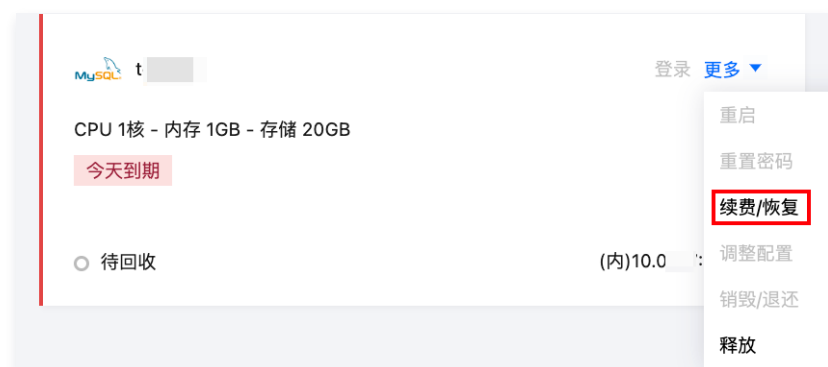 MySQL t 登录 更多
重启
CPU 1核 - 内存 1GB - 存储 20GB
重置密码
今天到期
续费/恢复
调整配置
待回收 (内)10.0
销毁/退还
释放